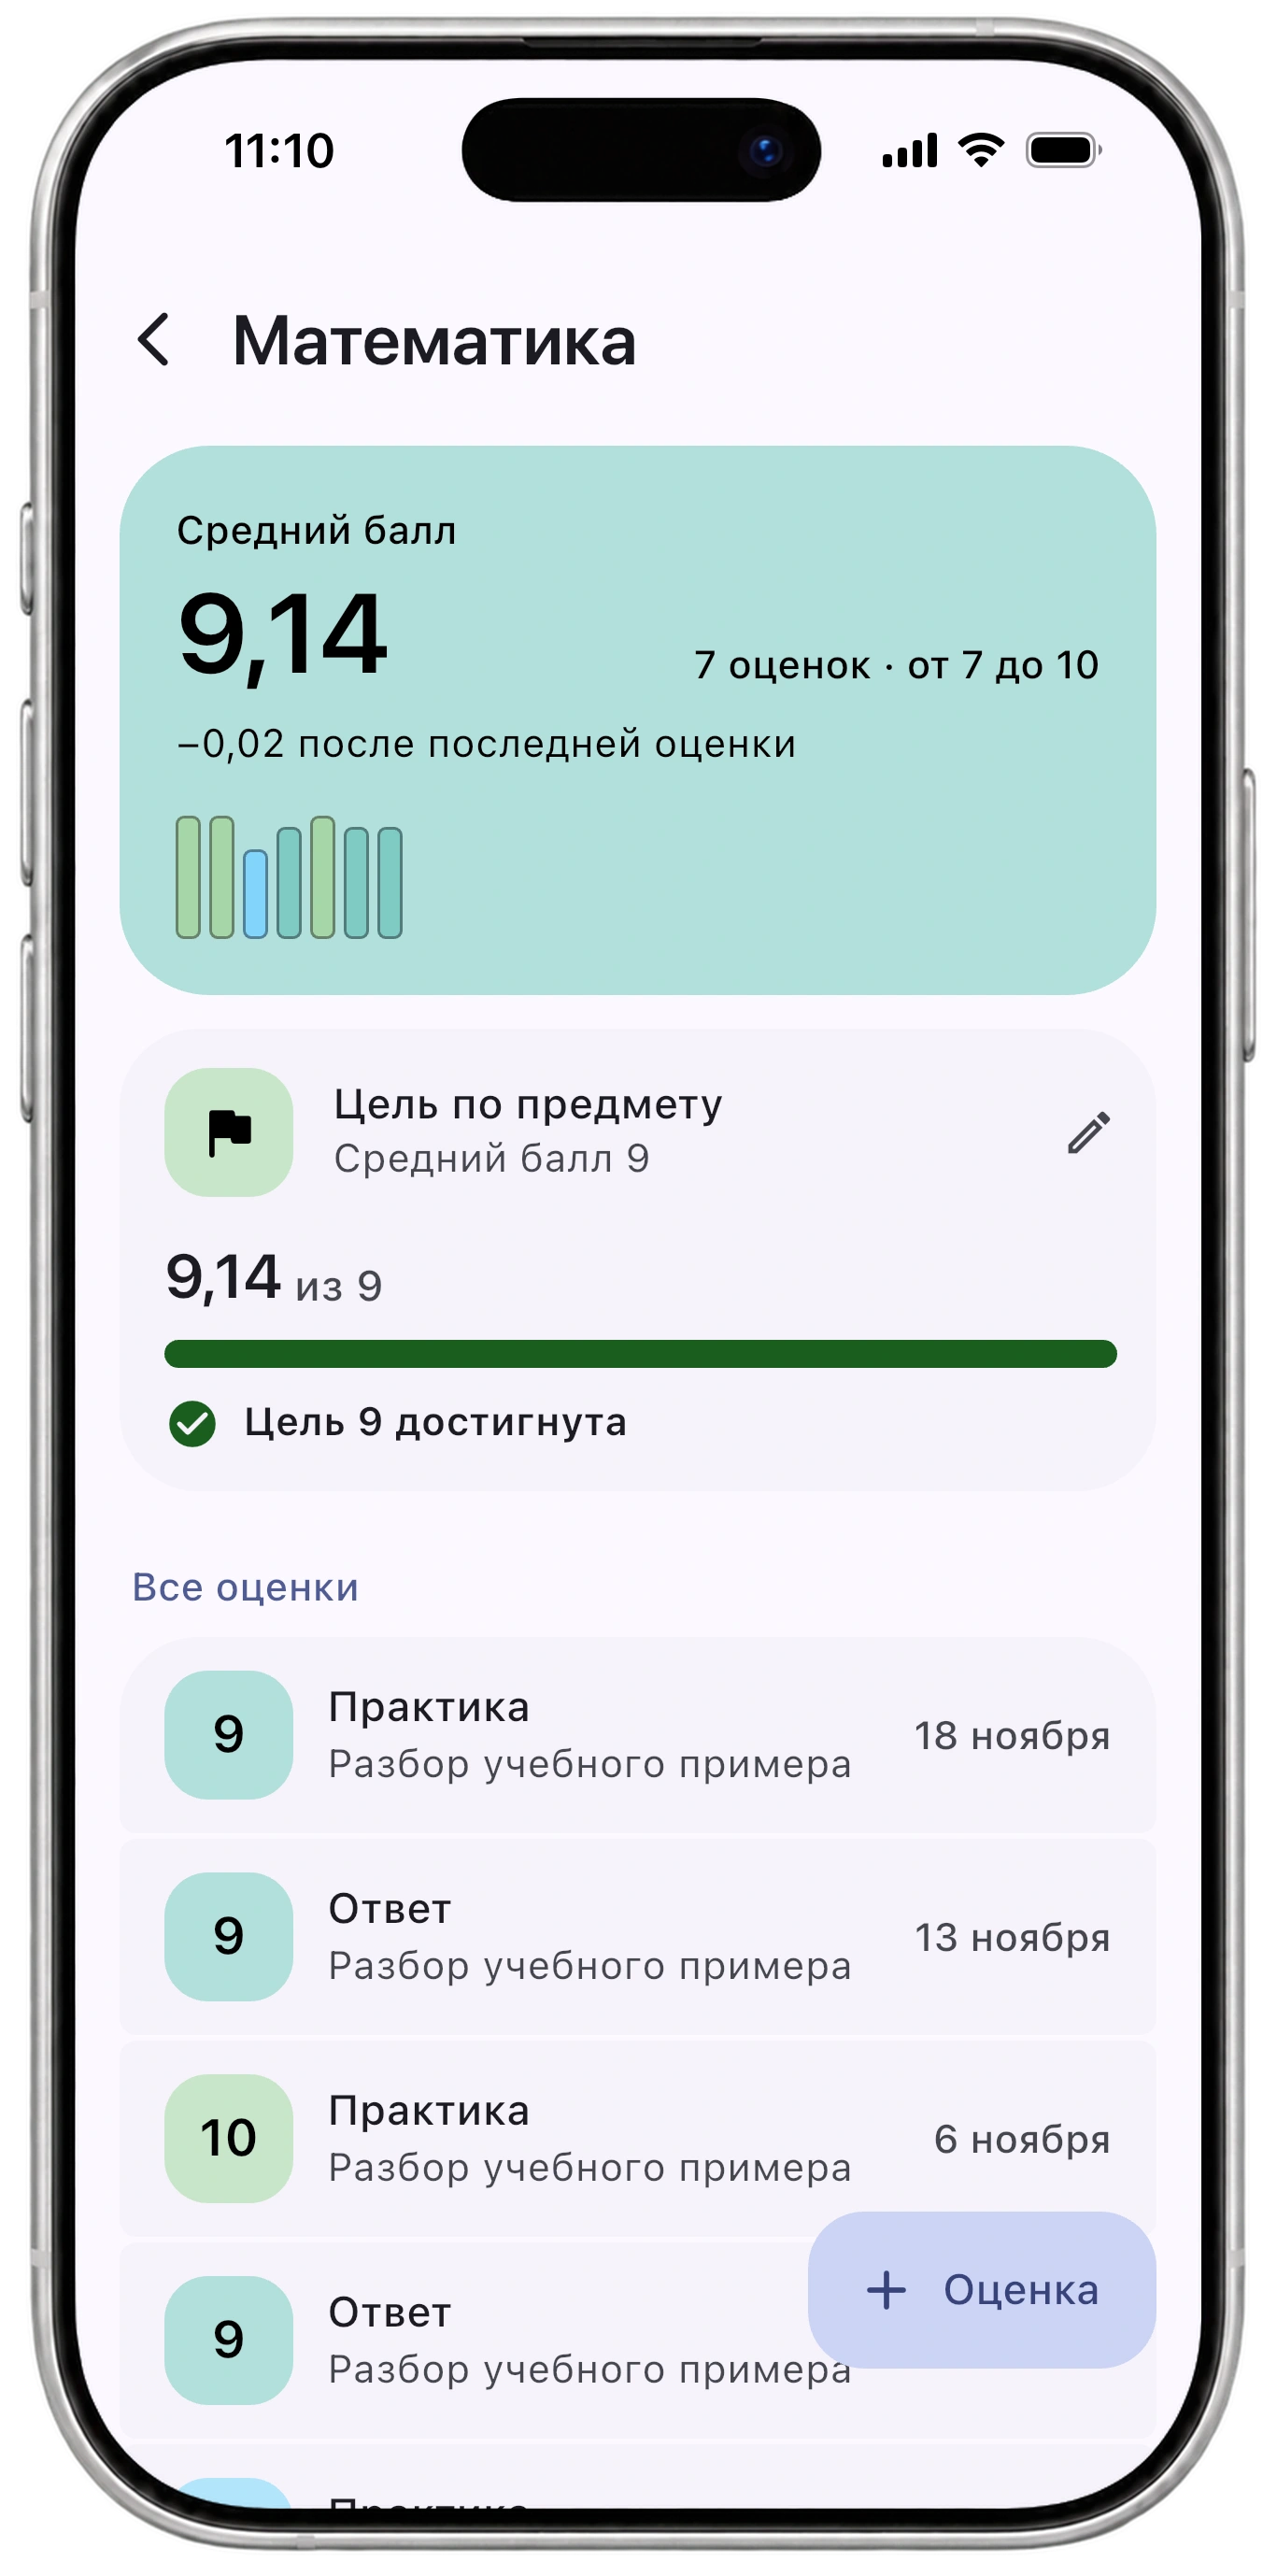 11:10
Математика
Средний балл
9,14
7 оценок · от 7 до 10
−0,02 после последней оценки
Цель по предмету
Средний балл 9
9,14 из 9
Цель 9 достигнута
Все оценки
9
Практика
Разбор учебного примера
18 ноября
9
Ответ
Разбор учебного примера
13 ноября
10
Практика
Разбор учебного примера
6 ноября
9
Ответ
Разбор учебного примера
+ Оценка
Практика